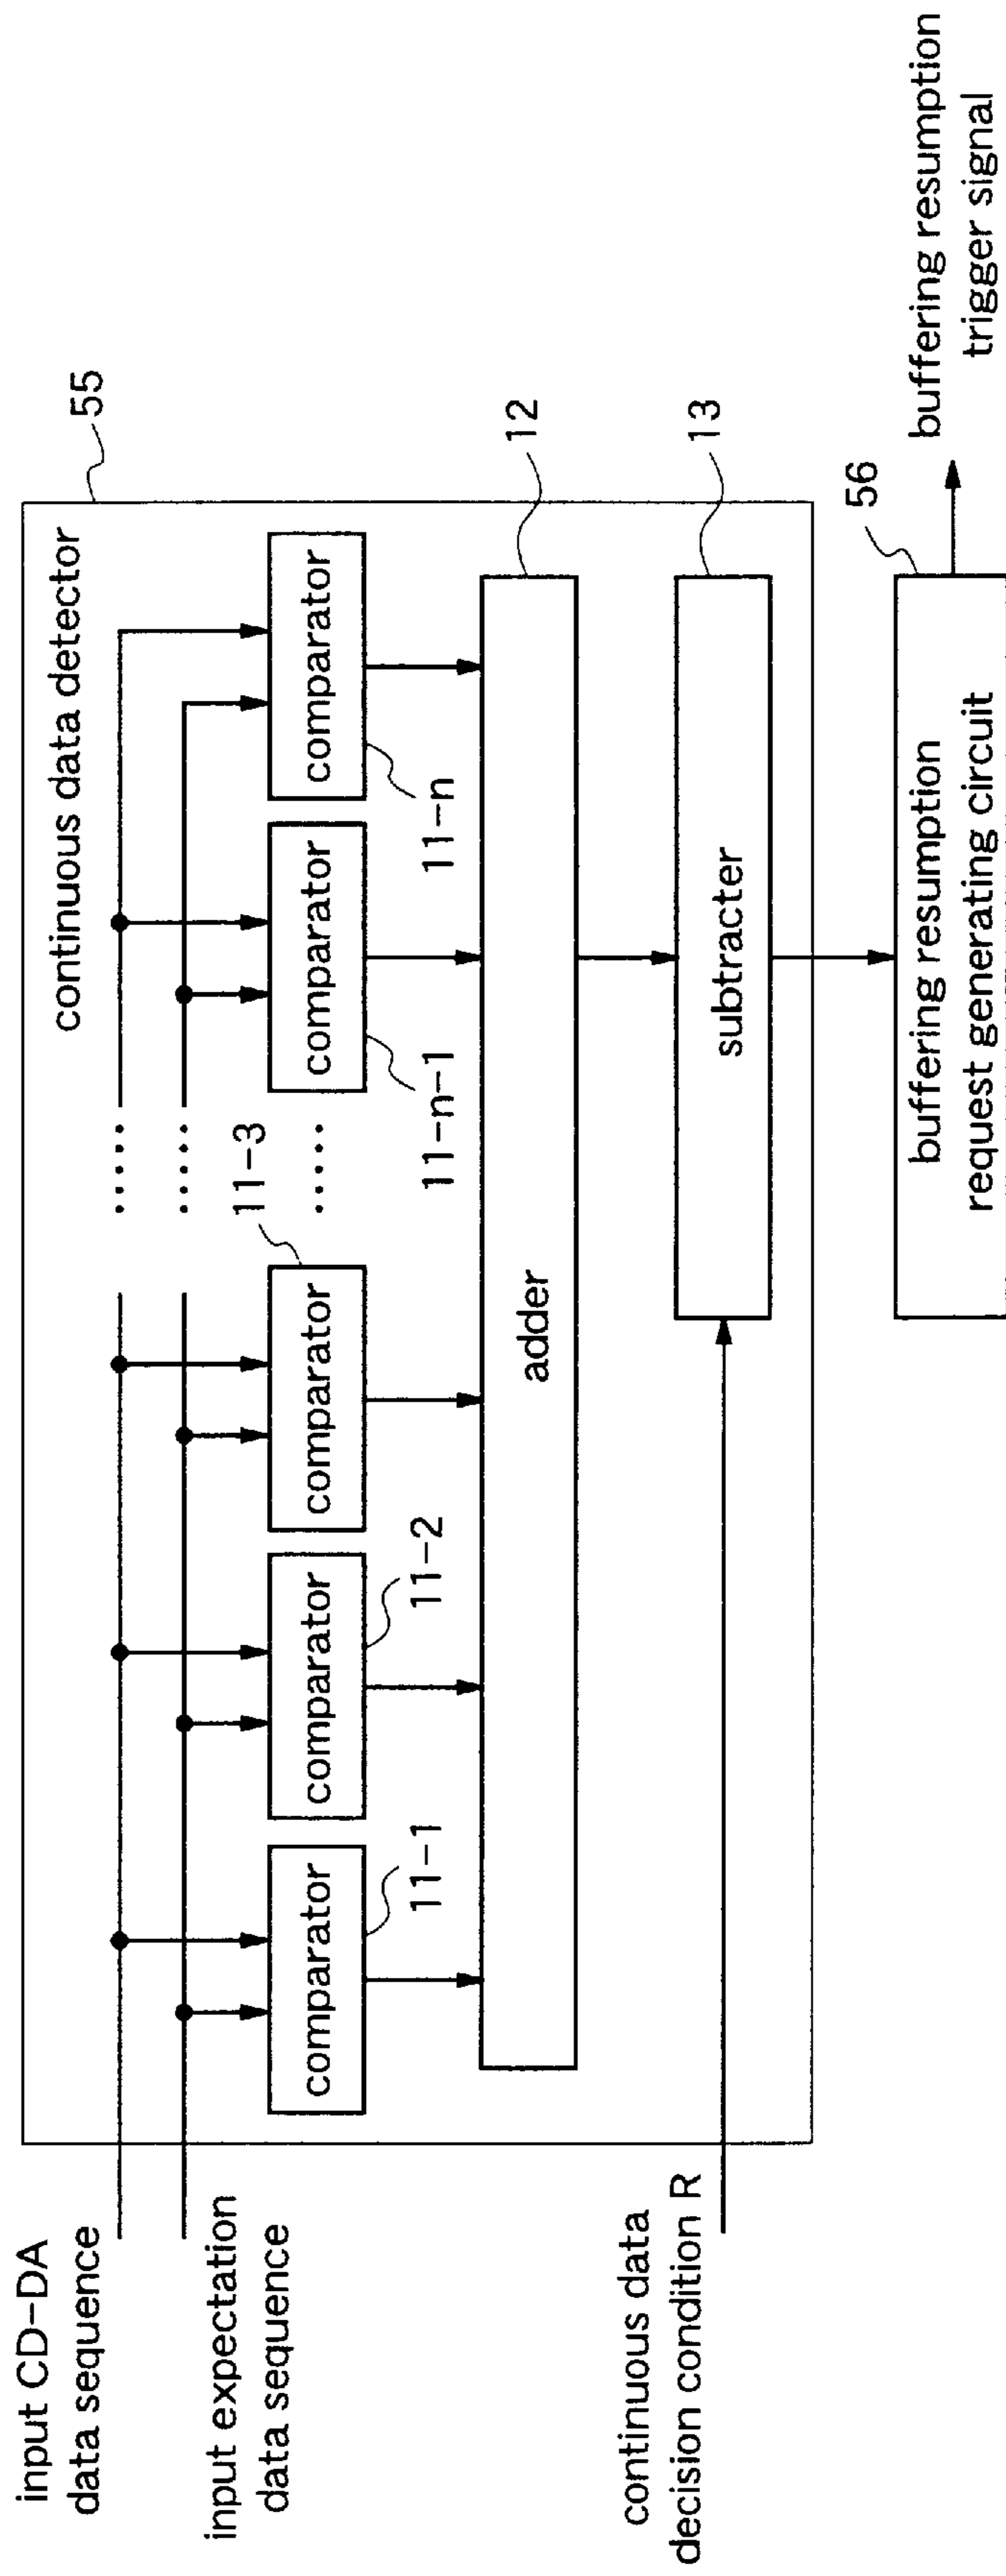 input CD-DA
data sequence
input expectation
data sequence
continuous data
decision condition R
continuous data detector
55
comparator
11-1
comparator
11-2
comparator
11-3
.....
.....
.....
comparator
11-n-1
comparator
11-n
adder
12
subtracter
13
buffering resumption
request generating circuit
56
buffering resumption
trigger signal